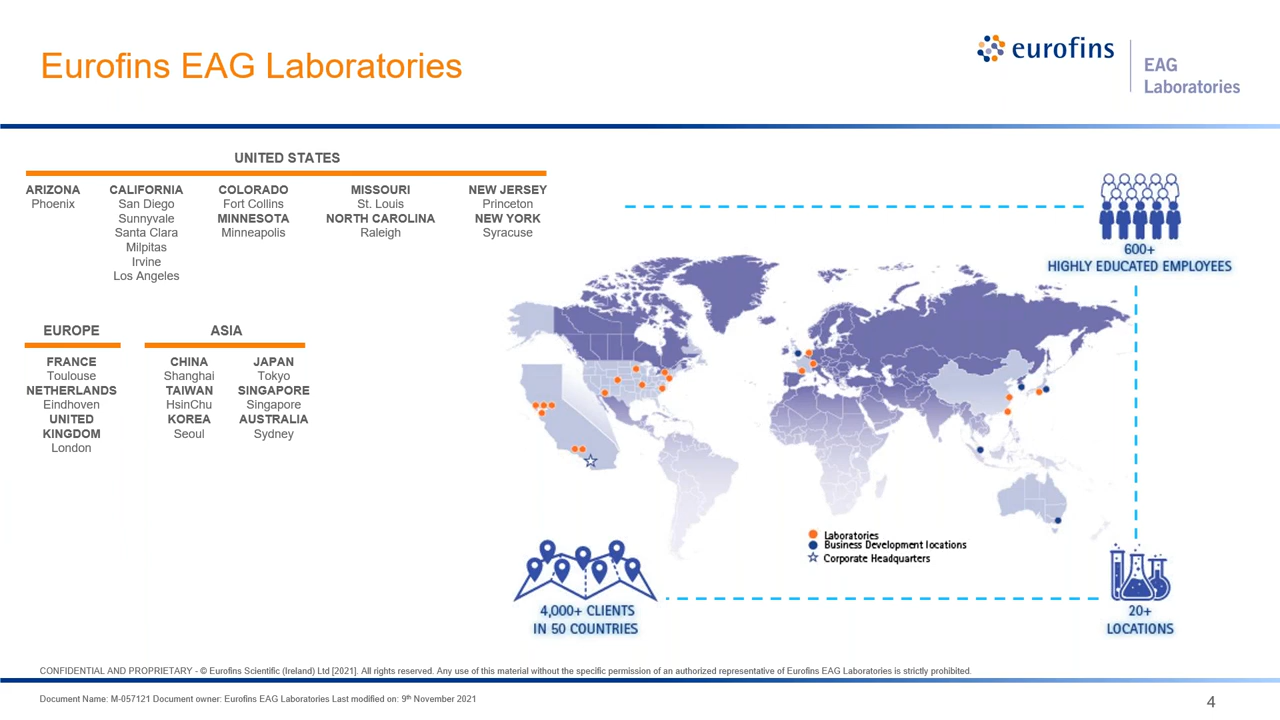 Eurofins EAG Laboratories
eurofins
EAG
Laboratories
UNITED STATES
ARIZONA
Phoenix
CALIFORNIA
San Diego
Sunnyvale
Santa Clara
Milpitas
Irvine
Los Angeles
COLORADO
Fort Collins
MINNESOTA
Minneapolis
MISSOURI
St. Louis
NORTH CAROLINA
Raleigh
NEW JERSEY
Princeton
NEW YORK
Syracuse
EUROPE
FRANCE
Toulouse
NETHERLANDS
Eindhoven
UNITED
KINGDOM
London
ASIA
CHINA
Shanghai
TAIWAN
HsinChu
KOREA
Seoul
JAPAN
Tokyo
SINGAPORE
Singapore
AUSTRALIA
Sydney
600+
HIGHLY EDUCATED EMPLOYEES
Laboratories
Business Development locations
Corporate Headquarters
4,000+ CLIENTS
IN 50 COUNTRIES
20+
LOCATIONS
CONFIDENTIAL AND PROPRIETARY - © Eurofins Scientific (Ireland) Ltd [2021]. All rights reserved. Any use of this material without the specific permission of an authorized representative of Eurofins EAG Laboratories is strictly prohibited.
Document Name: M-057121 Document owner: Eurofins EAG Laboratories Last modified on: 9th November 2021
4